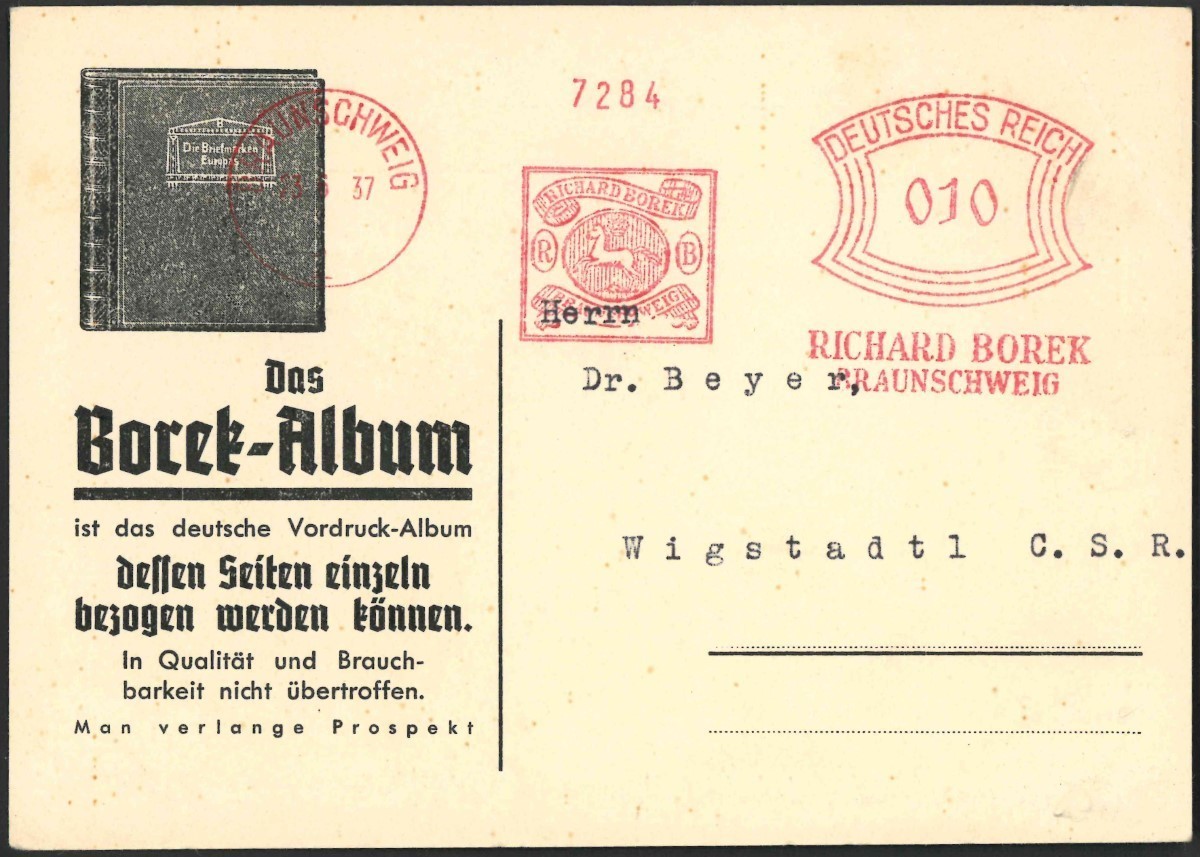 B
Die Briefmarken
Europas
BRAUNSCHWEIG
23 6 37
7284
RICHARD BOREK
R B
BRAUNSCHWEIG
DEUTSCHES REICH
010
RICHARD BOREK
BRAUNSCHWEIG
Das
Borek-Album
ist das deutsche Vordruck-Album
dessen Seiten einzeln
bezogen werden können.
In Qualität und Brauch-
barkeit nicht übertroffen.
Man verlange Prospekt
Herrn
Dr. Beyer,
Wigstadtl C.S.R.